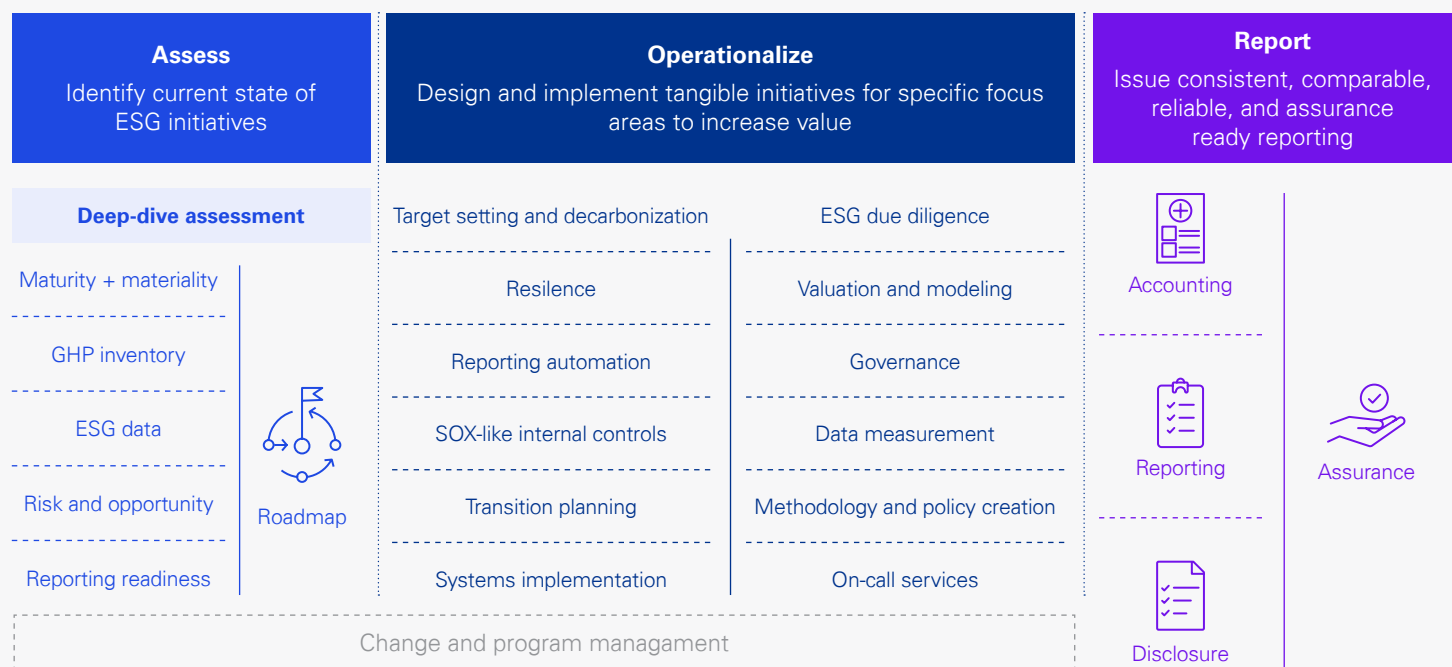 Assess
Identify current state of
ESG initiatives
Deep-dive assessment
Maturity + materiality
GHP inventory
ESG data
Risk and opportunity
Reporting readiness
Roadmap
Operationalize
Design and implement tangible initiatives for specific focus
areas to increase value
Target setting and decarbonization
Resilence
Reporting automation
SOX-like internal controls
Transition planning
Systems implementation
ESG due diligence
Valuation and modeling
Governance
Data measurement
Methodology and policy creation
On-call services
Change and program managament
Report
Issue consistent, comparable,
reliable, and assurance
ready reporting
Accounting
Reporting
Disclosure
Assurance